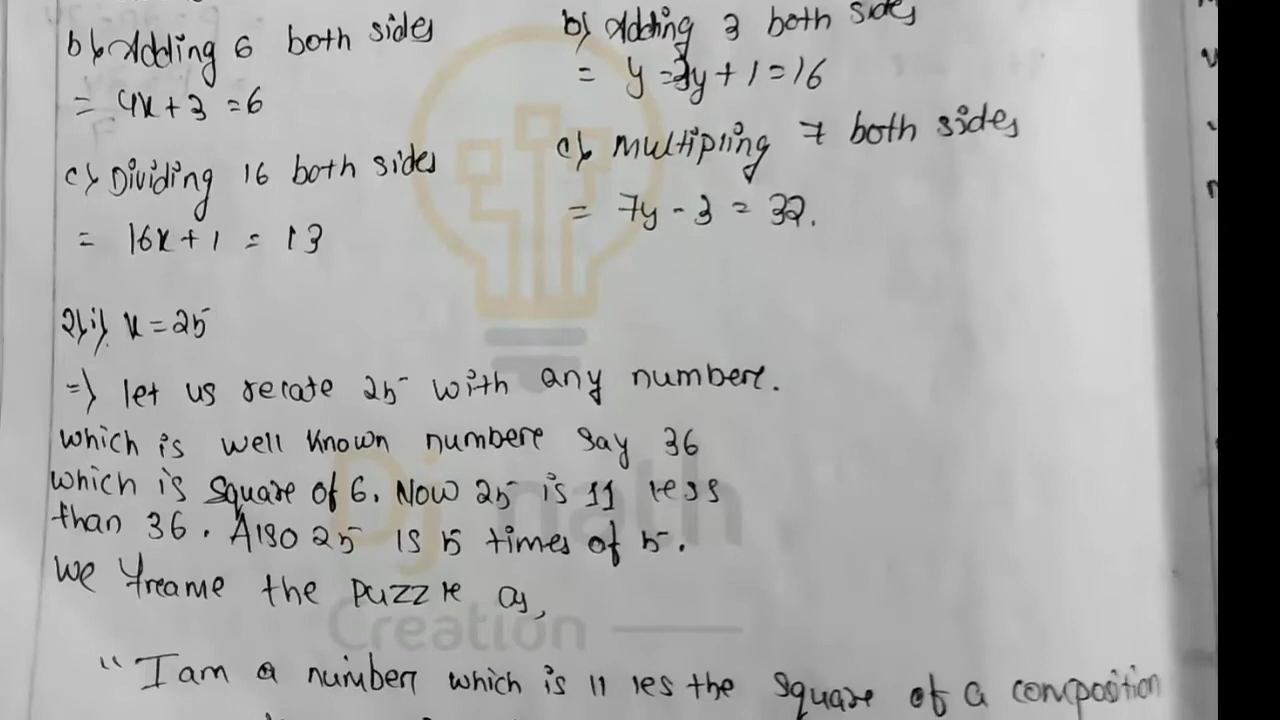 b) Adding 6 both sides
= 4x + 3 = 6
c) Dividing 16 both sides
= 16x + 1 = 13
b) Adding 3 both sides
= y = 3y + 1 = 16
c) Multipling 7 both sides
= 7y - 3 = 32.
2) i). x = 25
=) let us recate 25 with any number.
which is well known numbere say 36
which is square of 6. Now 25 is 11 less
than 36. Also 25 is 5 times of 5.
We freame the puzzle as,
"I am a number which is 11 les the square of a composition
Dj nath
Creation